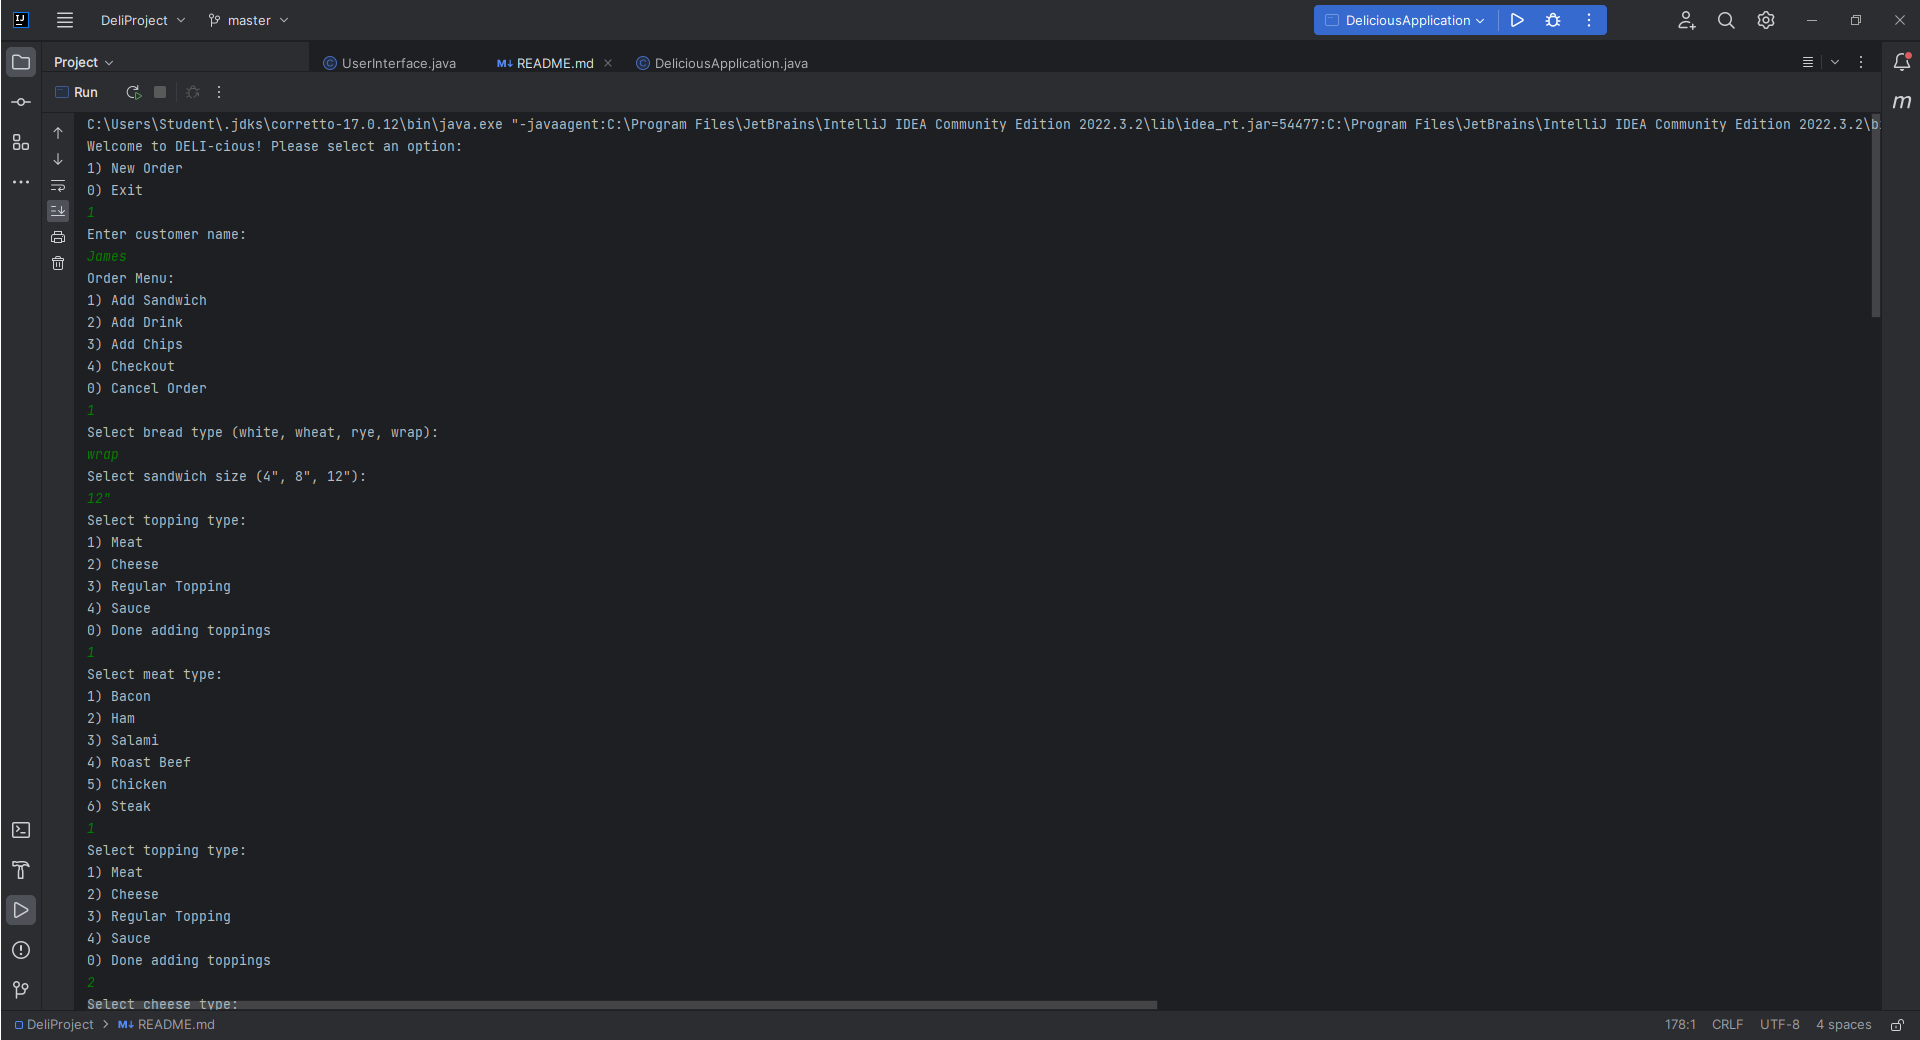 DeliProject master DeliciousApplication
Project UserInterface.java M↓ README.md DeliciousApplication.java
Run
C:\Users\Student\.jdks\corretto-17.0.12\bin\java.exe "-javaagent:C:\Program Files\JetBrains\IntelliJ IDEA Community Edition 2022.3.2\lib\idea_rt.jar=54477:C:\Program Files\JetBrains\IntelliJ IDEA Community Edition 2022.3.2\b
Welcome to DELI-cious! Please select an option:
1) New Order
0) Exit
1
Enter customer name:
James
Order Menu:
1) Add Sandwich
2) Add Drink
3) Add Chips
4) Checkout
0) Cancel Order
1
Select bread type (white, wheat, rye, wrap):
wrap
Select sandwich size (4", 8", 12"):
12"
Select topping type:
1) Meat
2) Cheese
3) Regular Topping
4) Sauce
0) Done adding toppings
1
Select meat type:
1) Bacon
2) Ham
3) Salami
4) Roast Beef
5) Chicken
6) Steak
1
Select topping type:
1) Meat
2) Cheese
3) Regular Topping
4) Sauce
0) Done adding toppings
2
Select cheese type:
DeliProject > M↓ README.md 178:1 CRLF UTF-8 4 spaces